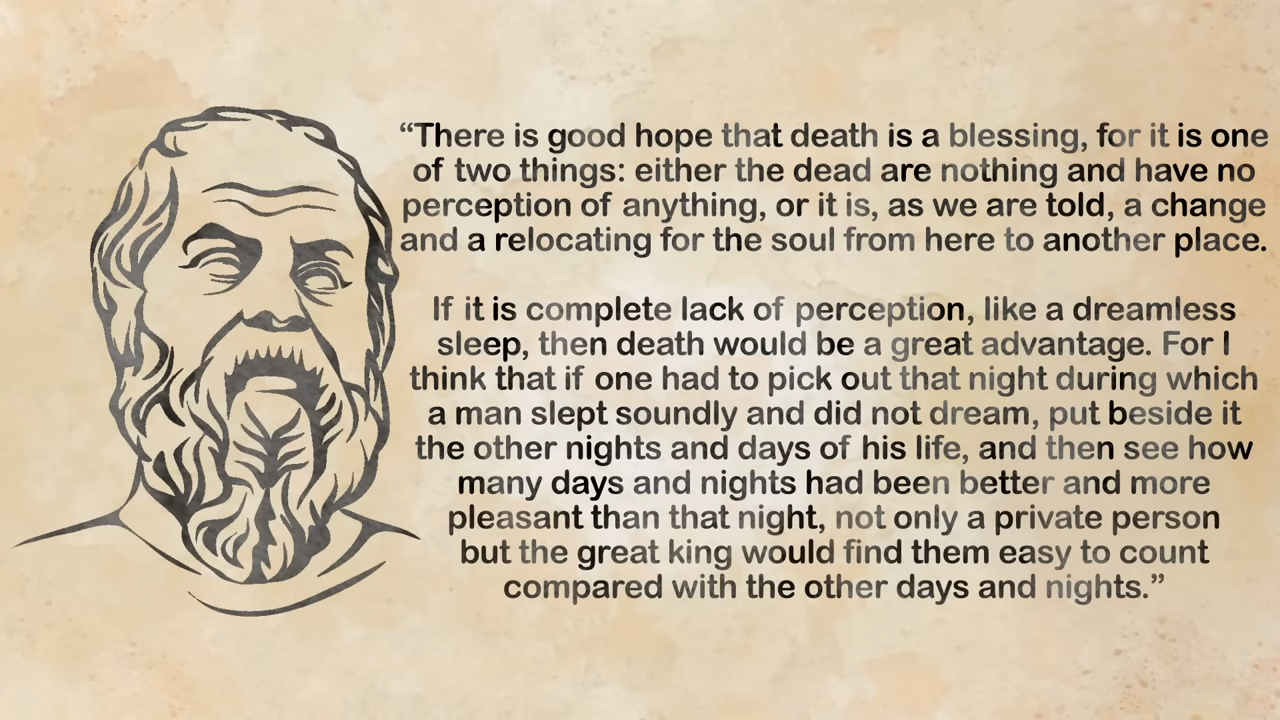 “There is good hope that death is a blessing, for it is one
of two things: either the dead are nothing and have no
perception of anything, or it is, as we are told, a change
and a relocating for the soul from here to another place.
If it is complete lack of perception, like a dreamless
sleep, then death would be a great advantage. For I
think that if one had to pick out that night during which
a man slept soundly and did not dream, put beside it
the other nights and days of his life, and then see how
many days and nights had been better and more
pleasant than that night, not only a private person
but the great king would find them easy to count
compared with the other days and nights.”